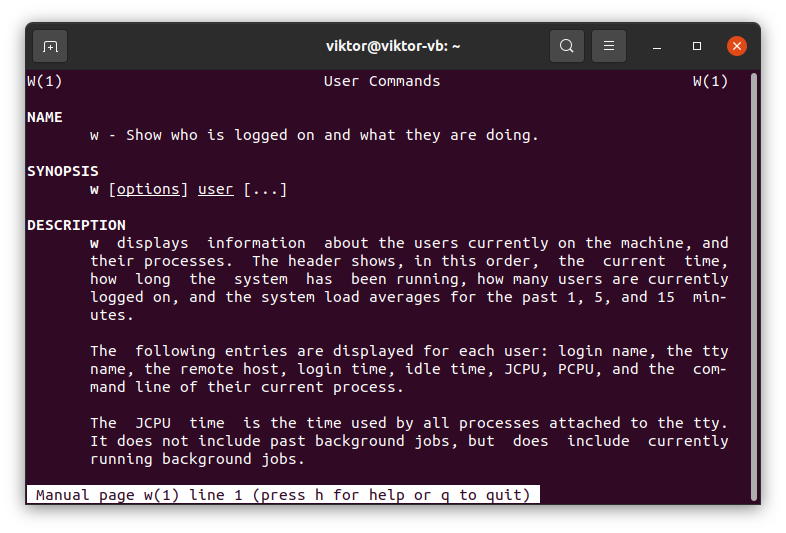 viktor@viktor-vb: ~
W(1) User Commands W(1)
NAME
w - Show who is logged on and what they are doing.
SYNOPSIS
w [options] user [...]
DESCRIPTION
w displays information about the users currently on the machine, and
their processes. The header shows, in this order, the current time,
how long the system has been running, how many users are currently
logged on, and the system load averages for the past 1, 5, and 15 min-
utes.
The following entries are displayed for each user: login name, the tty
name, the remote host, login time, idle time, JCPU, PCPU, and the com-
mand line of their current process.
The JCPU time is the time used by all processes attached to the tty.
It does not include past background jobs, but does include currently
running background jobs.
Manual page w(1) line 1 (press h for help or q to quit)